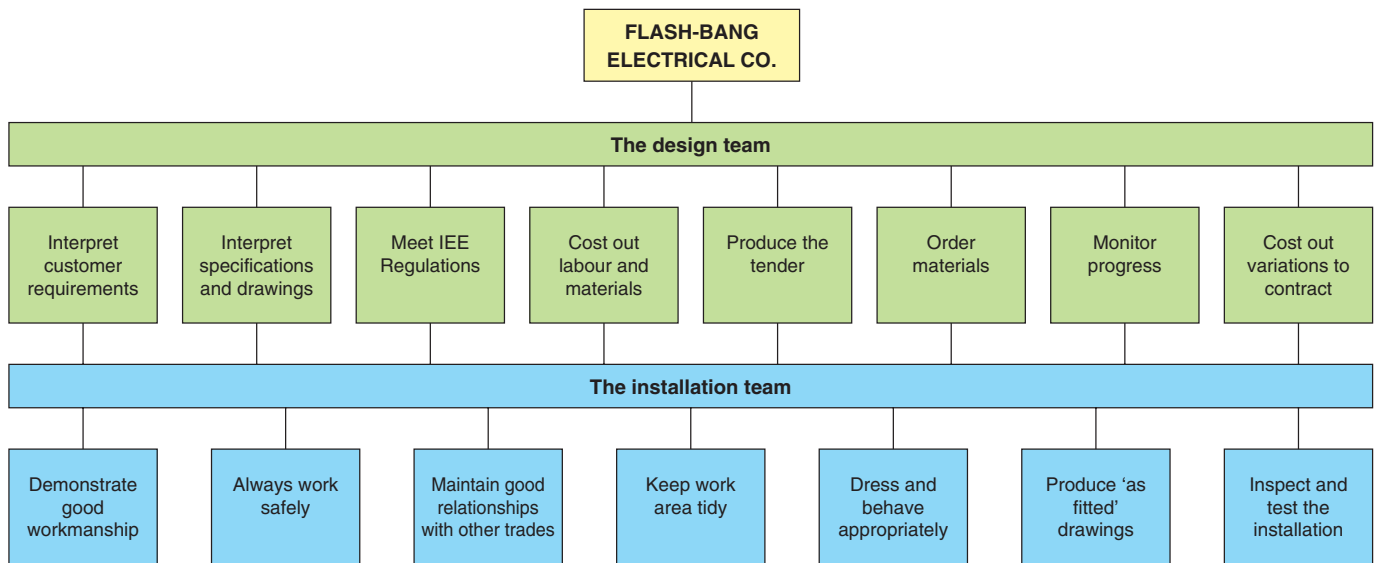 FLASH-BANG
ELECTRICAL CO.
The design team
Interpret
customer
requirements
Interpret
specifications
and drawings
Meet IEE
Regulations
Cost out
labour and
materials
Produce the
tender
Order
materials
Monitor
progress
Cost out
variations to
contract
The installation team
Demonstrate
good
workmanship
Always work
safely
Maintain good
relationships
with other trades
Keep work
area tidy
Dress and
behave
appropriately
Produce ‘as
fitted’
drawings
Inspect and
test the
installation